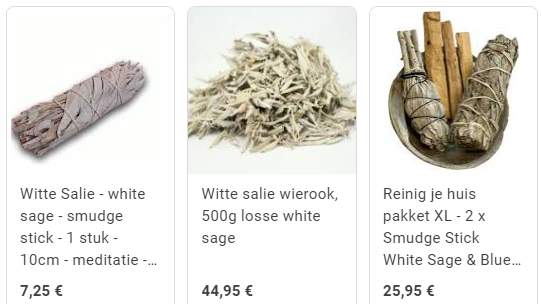 Witte Salie - white
sage - smudge
stick - 1 stuk -
10cm - meditatie -...
7,25 €
Witte salie wierook,
500g losse white
sage
44,95 €
Reinig je huis
pakket XL - 2 x
Smudge Stick
White Sage & Blue...
25,95 €